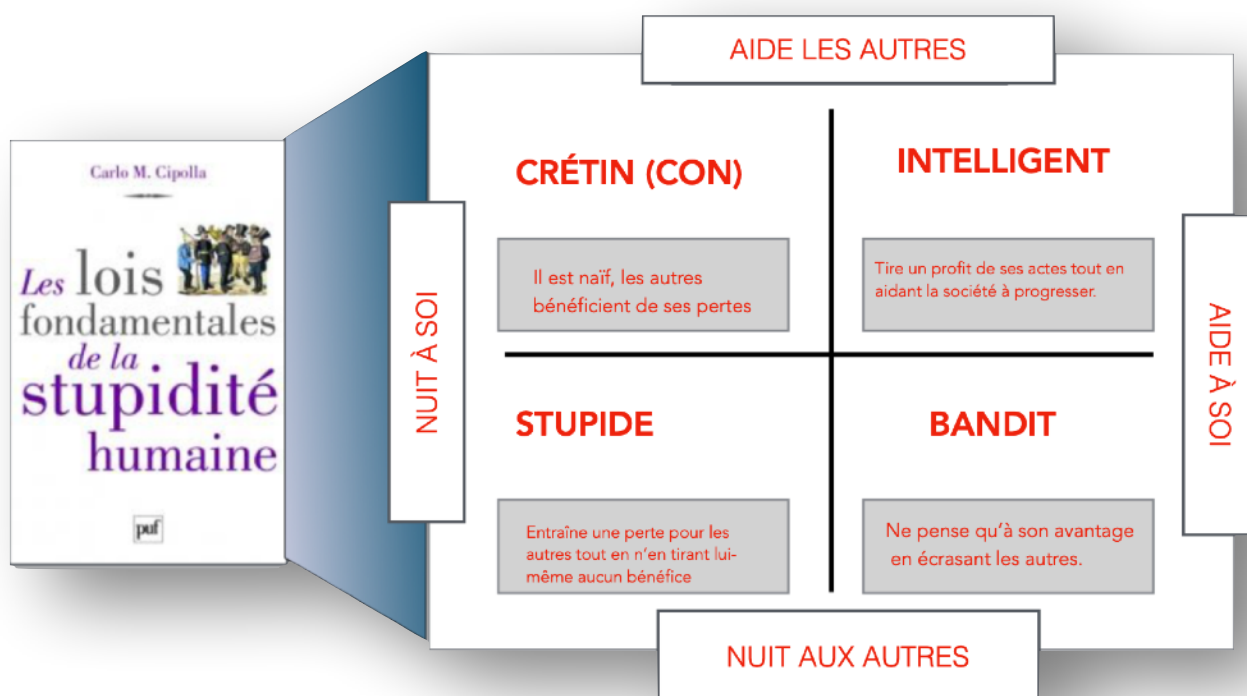 Carlo M. Cipolla
Les lois
fondamentales
de la
stupidité
humaine
puf
AIDE LES AUTRES
NUIT À SOI
AIDE À SOI
CRÉTIN (CON)
Il est naïf, les autres
bénéficient de ses pertes
INTELLIGENT
Tire un profit de ses actes tout en
aidant la société à progresser.
STUPIDE
Entraîne une perte pour les
autres tout en n'en tirant lui-
même aucun bénéfice
BANDIT
Ne pense qu'à son avantage
en écrasant les autres.
NUIT AUX AUTRES